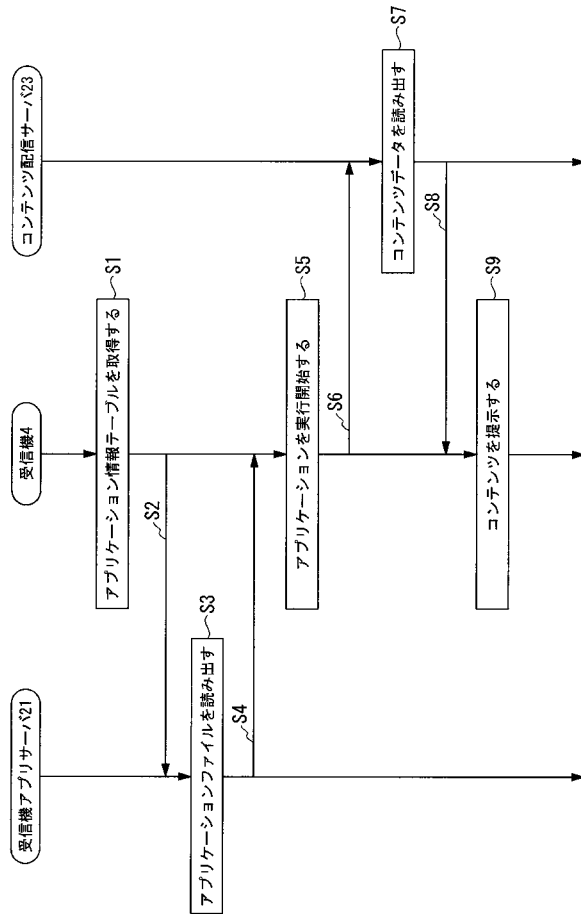 受信機アプリサーバ21
受信機4
コンテンツ配信サーバ23
アプリケーション情報テーブルを取得する
S1
S2
アプリケーションファイルを読み出す
S3
S4
アプリケーションを実行開始する
S5
S6
コンテンツデータを読み出す
S7
S8
コンテンツを提示する
S9